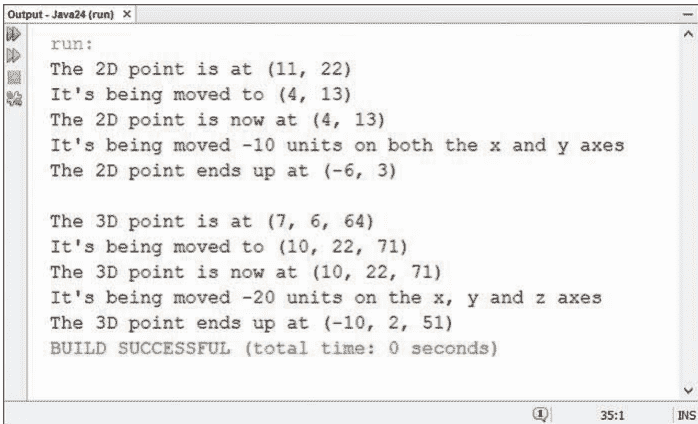 Output - Java24 (run) ×
run:
The 2D point is at (11, 22)
It's being moved to (4, 13)
The 2D point is now at (4, 13)
It's being moved -10 units on both the x and y axes
The 2D point ends up at (-6, 3)
The 3D point is at (7, 6, 64)
It's being moved to (10, 22, 71)
The 3D point is now at (10, 22, 71)
It's being moved -20 units on the x, y and z axes
The 3D point ends up at (-10, 2, 51)
BUILD SUCCESSFUL (total time: 0 seconds)
35:1 INS